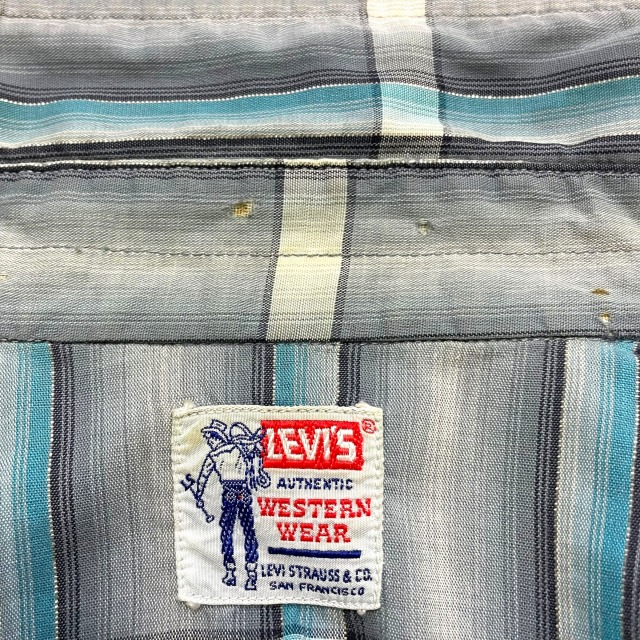 LEVI'S®
AUTHENTIC
WESTERN
WEAR
LEVI STRAUSS & CO.
SAN FRANCISCO